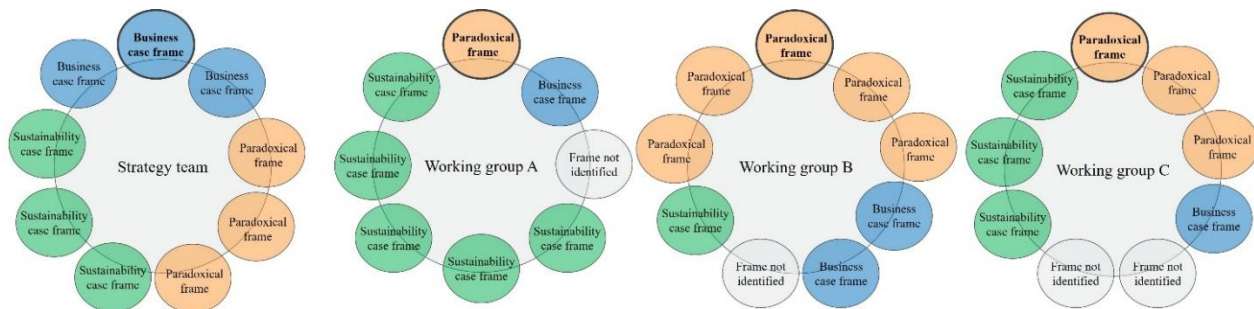 Business
case frame
Business
case frame
Business
case frame
Sustainability
case frame
Paradoxical
frame
Strategy team
Sustainability
case frame
Paradoxical
frame
Sustainability
case frame
Paradoxical
frame
Paradoxical
frame
Sustainability
case frame
Business
case frame
Sustainability
case frame
Working group A
Frame not
identified
Sustainability
case frame
Sustainability
case frame
Sustainability
case frame
Paradoxical
frame
Paradoxical
frame
Paradoxical
frame
Paradoxical
frame
Working group B
Paradoxical
frame
Sustainability
case frame
Business
case frame
Frame not
identified
Business
case frame
Paradoxical
frame
Sustainability
case frame
Paradoxical
frame
Sustainability
case frame
Working group C
Paradoxical
frame
Sustainability
case frame
Business
case frame
Frame not
identified
Frame not
identified